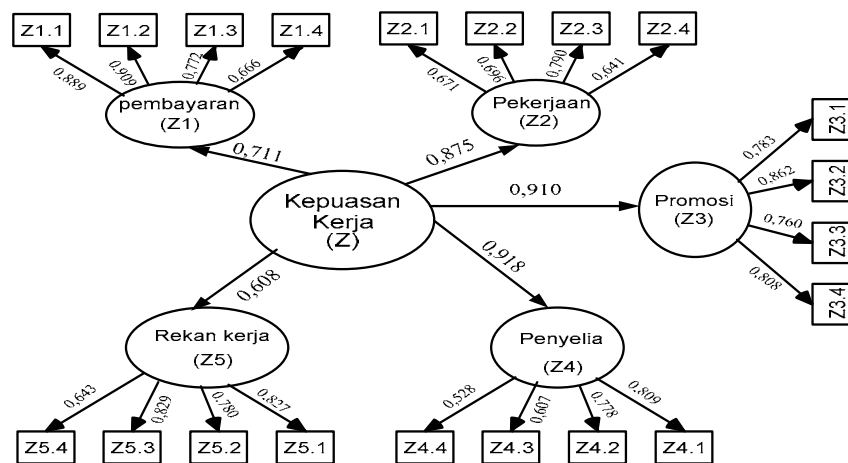 Z1.1 Z1.2 Z1.3 Z1.4
Z2.1 Z2.2 Z2.3 Z2.4
0.889 0.909 0.772 0,666
0.671 0.696 0.790 0,641
pembayaran
(Z1)
Pekerjaan
(Z2)
0,711
0,875
Z3.1
0,783
Z3.2
0.862
Kepuasan
Kerja
(Z)
0,910
Promosi
(Z3)
0,760
Z3.3
0.808
Z3.4
0,608
0,918
Rekan kerja
(Z5)
Penyelia
(Z4)
0,643 0,829 0.780 0.827
0,528 0,607 0.778 0.809
Z5.4 Z5.3 Z5.2 Z5.1
Z4.4 Z4.3 Z4.2 Z4.1